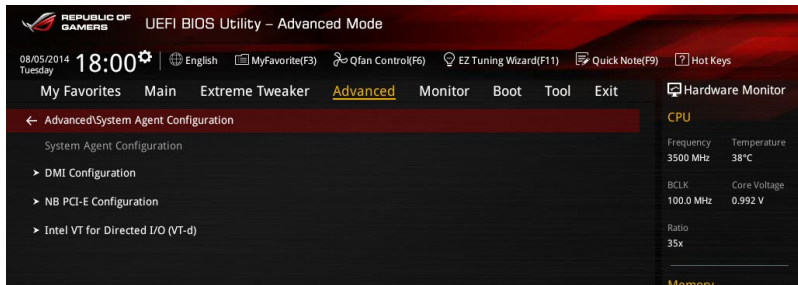 REPUBLIC OF
GAMERS
UEFI BIOS Utility – Advanced Mode
08/05/2014
Tuesday
18:00
English
MyFavorite(F3)
Qfan Control(F6)
EZ Tuning Wizard(F11)
Quick Note(F9)
? Hot Keys
My Favorites
Main
Extreme Tweaker
Advanced
Monitor
Boot
Tool
Exit
Hardware Monitor
← Advanced\System Agent Configuration
System Agent Configuration
> DMI Configuration
> NB PCI-E Configuration
> Intel VT for Directed I/O (VT-d)
CPU
Frequency Temperature
3500 MHz 38°C
BCLK Core Voltage
100.0 MHz 0.992 V
Ratio
35x
Memory